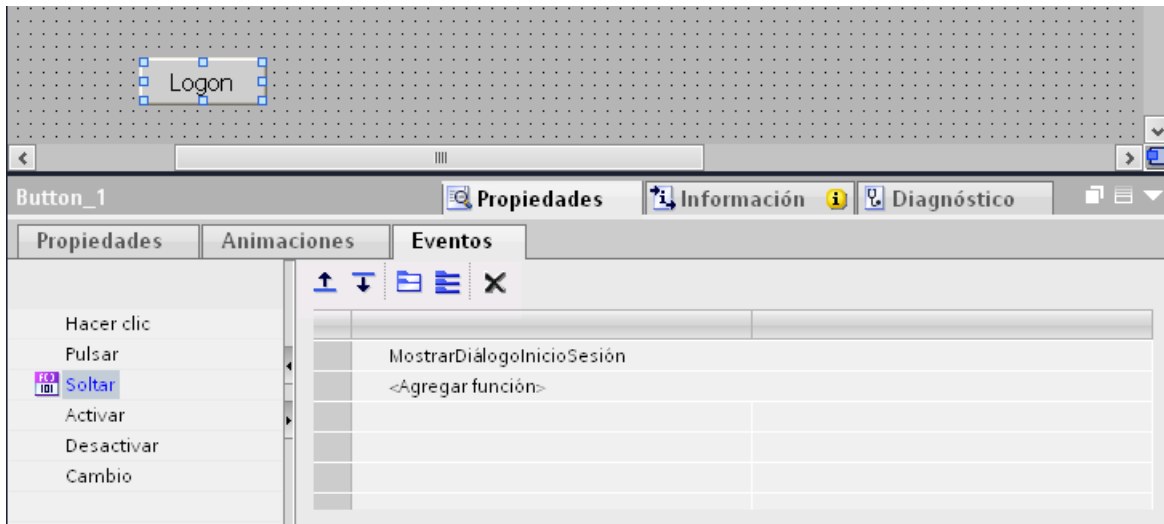 Logon
Button_1
Propiedades
Información
Diagnóstico
Propiedades
Animaciones
Eventos
Hacer clic
Pulsar
Soltar
Activar
Desactivar
Cambio
MostrarDiálogoInicioSesión
<Agregar función>